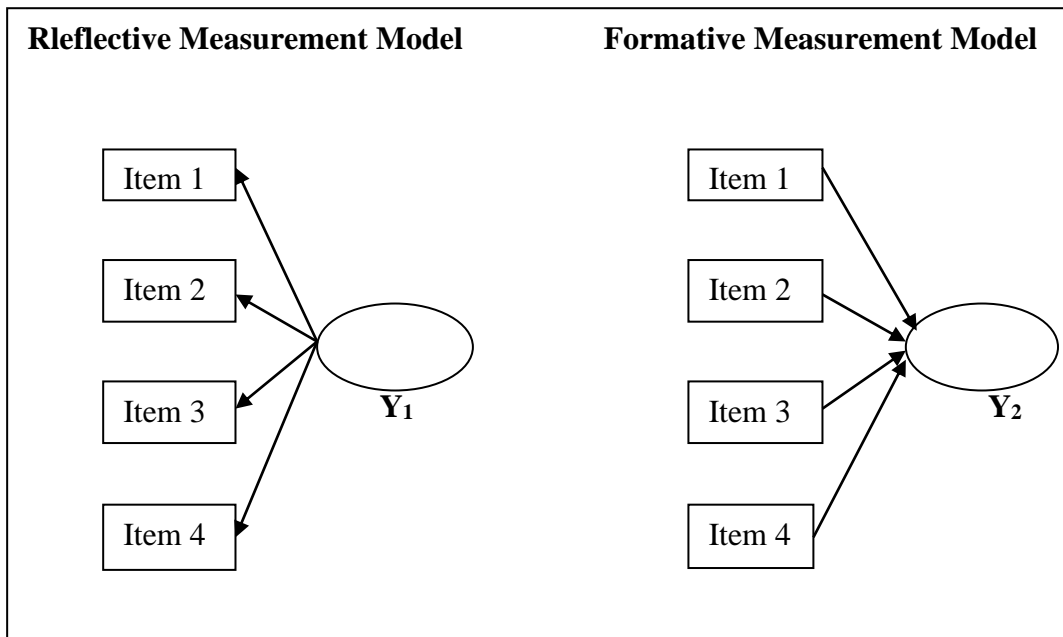 Rleflective Measurement Model
Formative Measurement Model
Item 1
Item 2
Item 3
Item 4
Y1
Item 1
Item 2
Item 3
Item 4
Y2